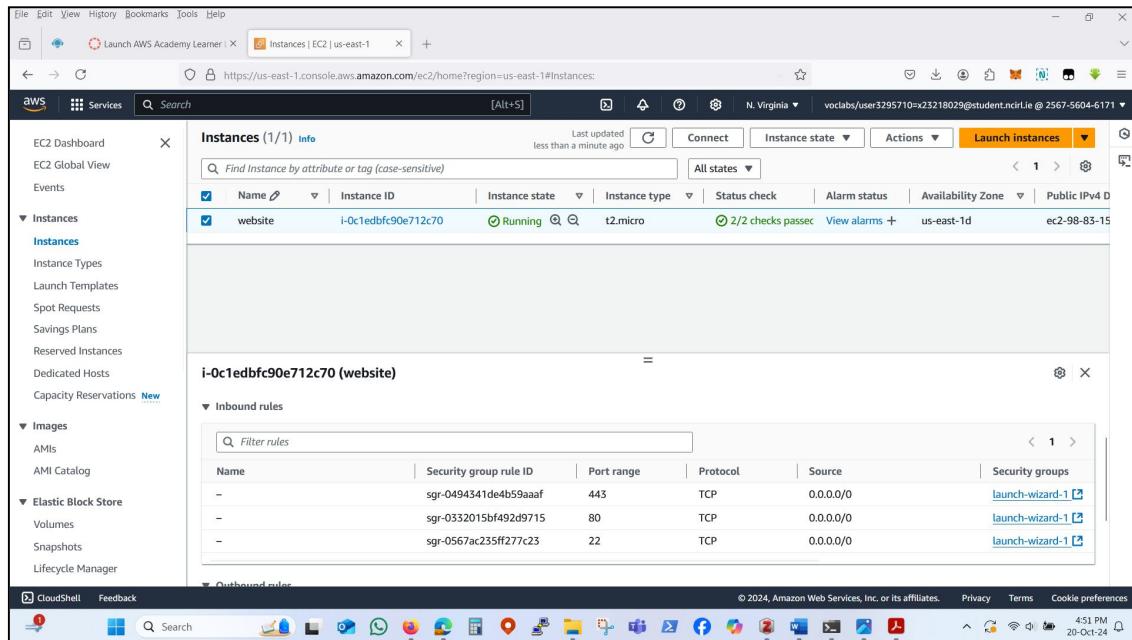 File Edit View History Bookmarks Tools Help
Launch AWS Academy Learner L
Instances | EC2 | us-east-1
https://us-east-1.console.aws.amazon.com/ec2/home?region=us-east-1#Instances:
aws Services Search [Alt+S] N. Virginia voclabs/user3295710=x23218029@student.ncirl.ie @ 2567-5604-6171
EC2 Dashboard
EC2 Global View
Events
Instances
Instances
Instance Types
Launch Templates
Spot Requests
Savings Plans
Reserved Instances
Dedicated Hosts
Capacity Reservations New
Images
AMIs
AMI Catalog
Elastic Block Store
Volumes
Snapshots
Lifecycle Manager
Instances (1/1) Info
Last updated
less than a minute ago
Connect Instance state Actions Launch instances
Find Instance by attribute or tag (case-sensitive) All states 1
Name Instance ID Instance state Instance type Status check Alarm status Availability Zone Public IPv4 D
website i-0c1edbfc90e712c70 Running t2.micro 2/2 checks passec View alarms + us-east-1d ec2-98-83-15
i-0c1edbfc90e712c70 (website)
Inbound rules
Filter rules 1
Name Security group rule ID Port range Protocol Source Security groups
– sgr-0494341de4b59aaaf 443 TCP 0.0.0.0/0 launch-wizard-1
– sgr-0332015bf492d9715 80 TCP 0.0.0.0/0 launch-wizard-1
– sgr-0567ac235ff277c23 22 TCP 0.0.0.0/0 launch-wizard-1
Outbound rules
CloudShell Feedback © 2024, Amazon Web Services, Inc. or its affiliates. Privacy Terms Cookie preferences
Search
4:51 PM
20-Oct-24